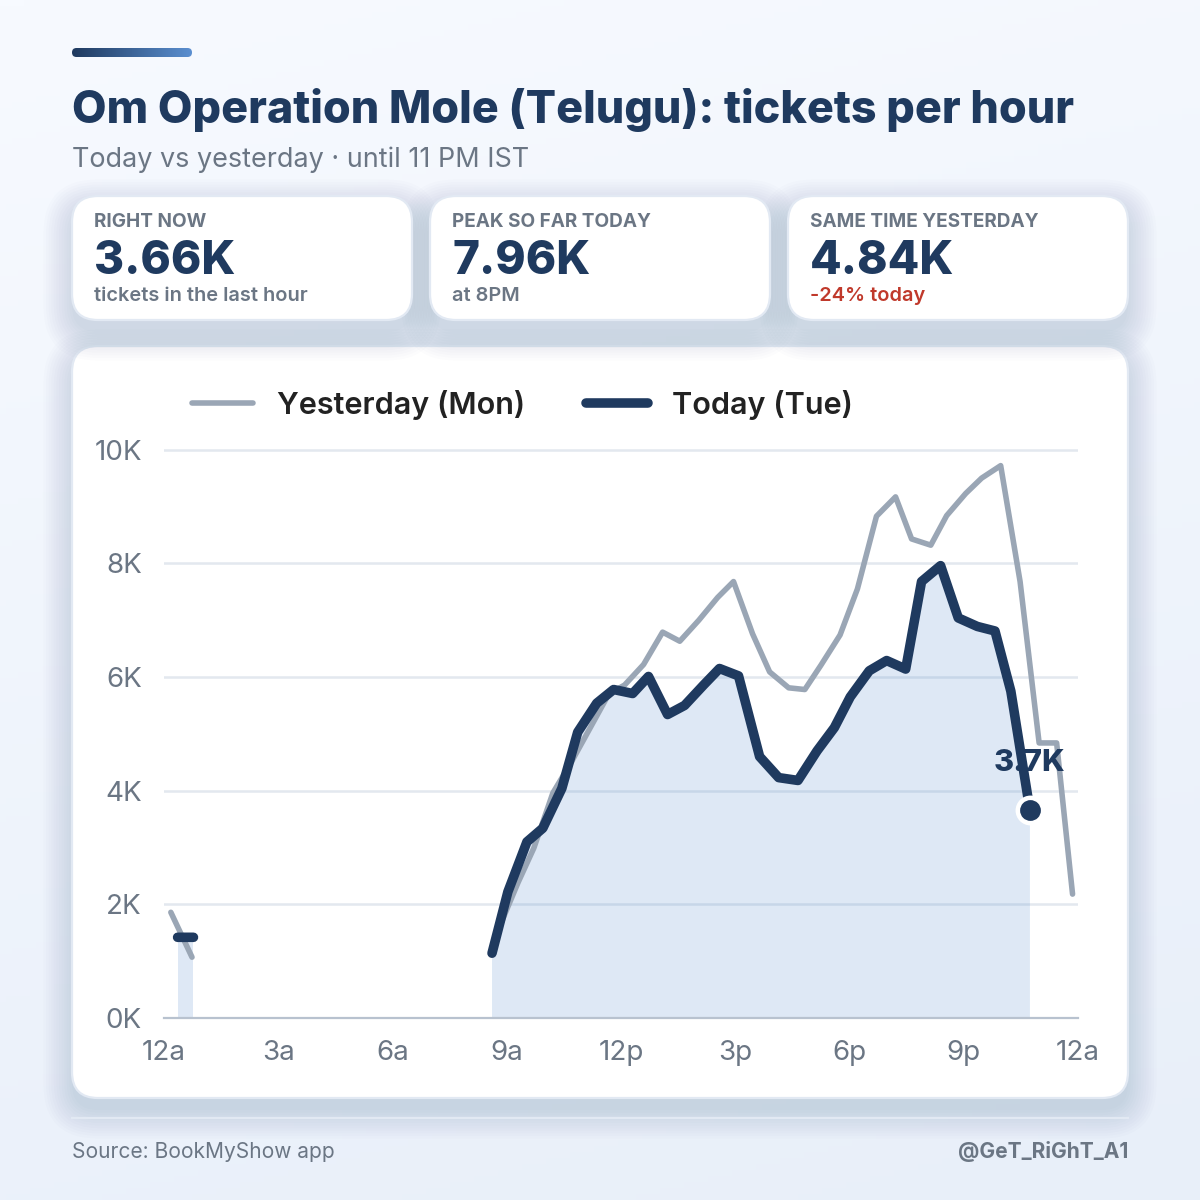 Om Operation Mole (Telugu): tickets per hour
Today vs yesterday · until 11 PM IST
RIGHT NOW
3.66K
tickets in the last hour
PEAK SO FAR TODAY
7.96K
at 8PM
SAME TIME YESTERDAY
4.84K
-24% today
Yesterday (Mon)
Today (Tue)
10K
8K
6K
4K
2K
0K
3.7K
12a
3a
6a
9a
12p
3p
6p
9p
12a
Source: BookMyShow app
@GeT_RiGhT_A1